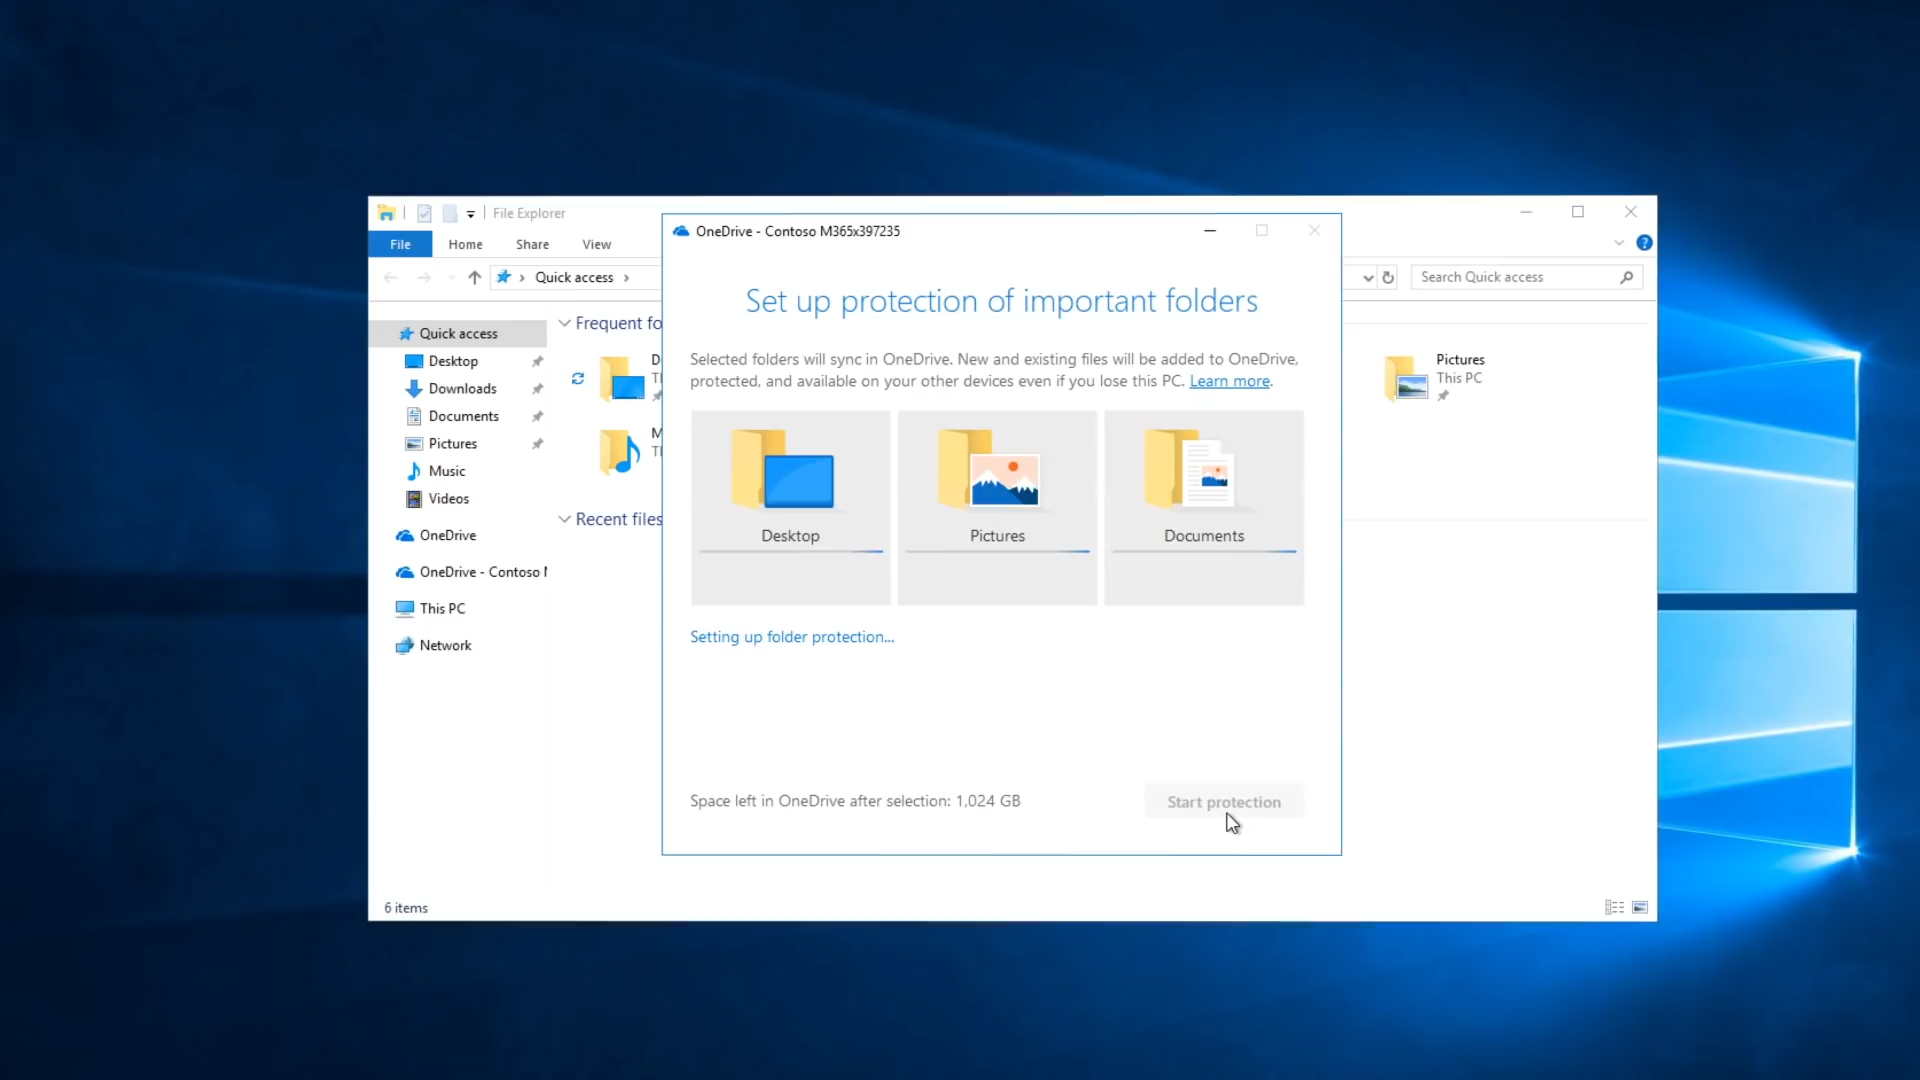 File Explorer
File Home Share View
Quick access
Search Quick access
Quick access
Desktop
Downloads
Documents
Pictures
Music
Videos
OneDrive
OneDrive - Contoso
This PC
Network
Frequent fo
Recent files
Pictures
This PC
6 items
OneDrive - Contoso M365x397235
Set up protection of important folders
Selected folders will sync in OneDrive. New and existing files will be added to OneDrive,
protected, and available on your other devices even if you lose this PC. Learn more.
Desktop
Pictures
Documents
Setting up folder protection...
Space left in OneDrive after selection: 1,024 GB
Start protection